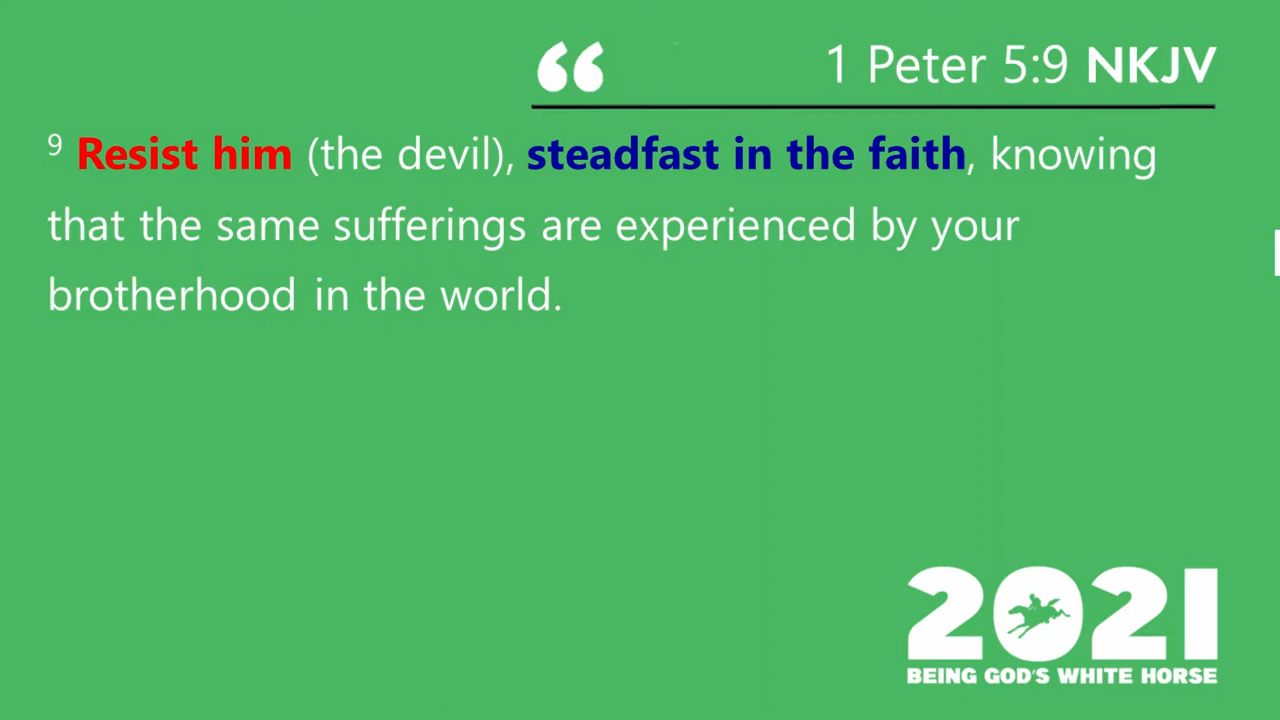 “ 1 Peter 5:9 NKJV
9 Resist him (the devil), steadfast in the faith, knowing
that the same sufferings are experienced by your
brotherhood in the world.
2021
BEING GOD'S WHITE HORSE